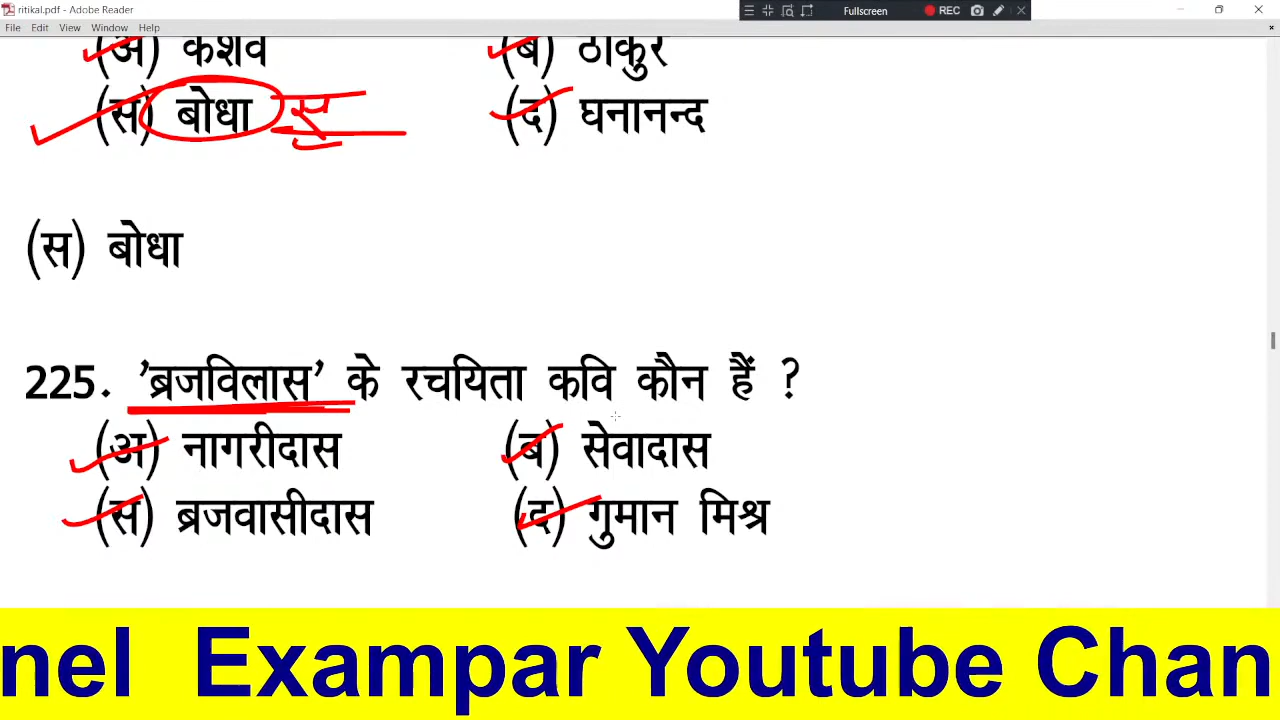 ritikal.pdf - Adobe Reader
Fullscreen REC
File Edit View Window Help
(अ) केशव (ब) ठाकुर
(स) बोधा (द) घनानन्द
(स) बोधा
225. 'ब्रजविलास' के रचयिता कवि कौन हैं ?
(अ) नागरीदास (ब) सेवादास
(स) ब्रजवासीदास (द) गुमान मिश्र
nel Exampar Youtube Chan